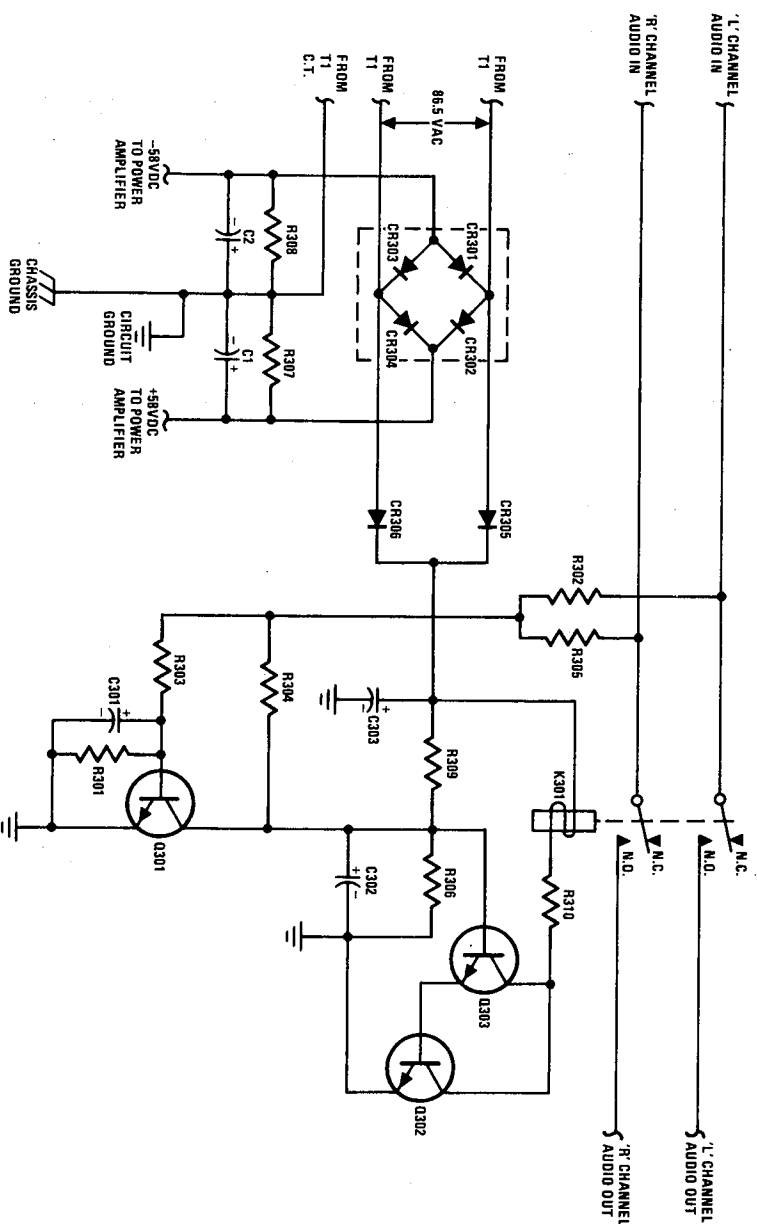 'L' CHANNEL
AUDIO IN
'R' CHANNEL
AUDIO IN
FROM
T1
86.5 VAC
FROM
T1
FROM
T1
C.T.
–58VDC
TO POWER
AMPLIFIER
CHASSIS
GROUND
CIRCUIT
GROUND
+58VDC
TO POWER
AMPLIFIER
CR301
CR302
CR303
CR304
R308
C2
– +
R307
C1
– +
CR305
CR306
R302
R305
R304
R303
C301
+
–
R301
Q301
C303
+
–
R309
K301
R310
R306
C302
+ –
Q303
Q302
N.C.
N.O.
N.C.
N.O.
'L' CHANNEL
AUDIO OUT
'R' CHANNEL
AUDIO OUT